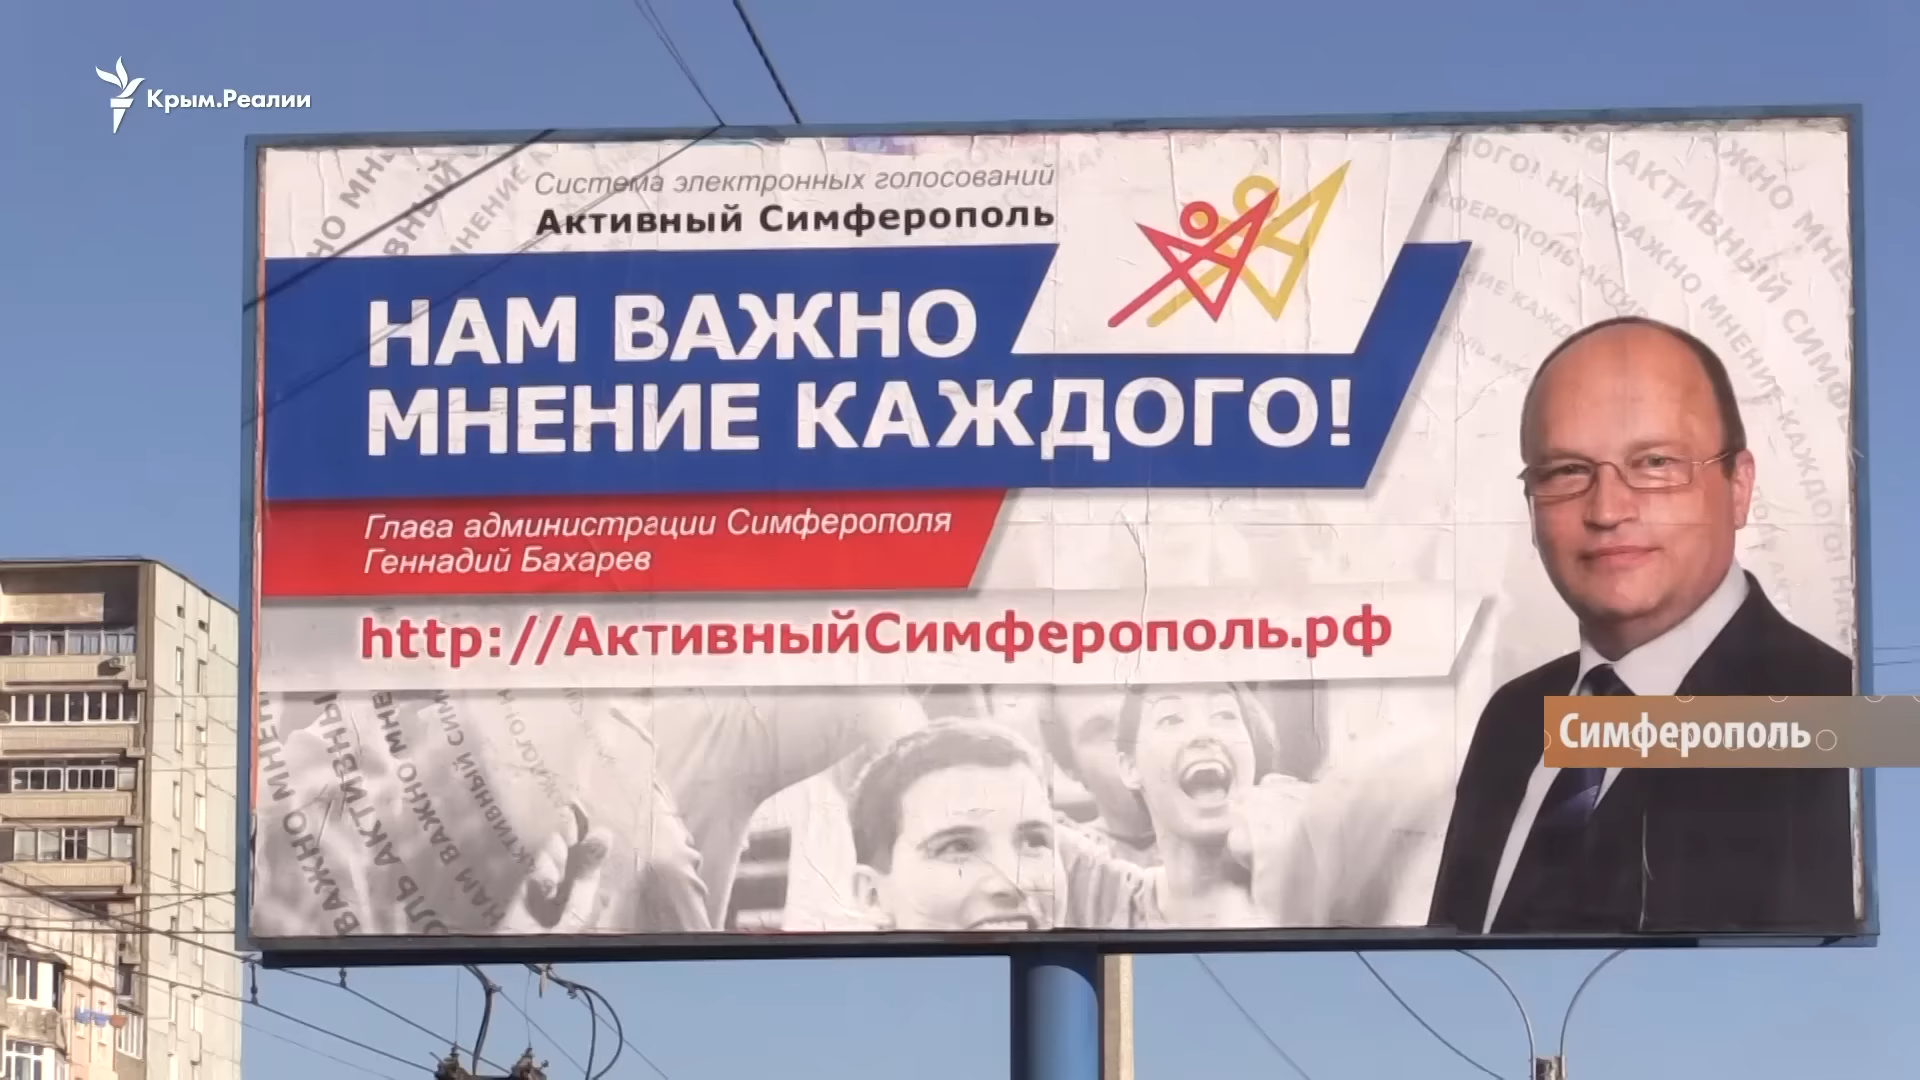 Крым.Реалии
Система электронных голосований
Активный Симферополь
НАМ ВАЖНО
МНЕНИЕ КАЖДОГО!
Глава администрации Симферополя
Геннадий Бахарев
http://АктивныйСимферополь.рф
Симферополь